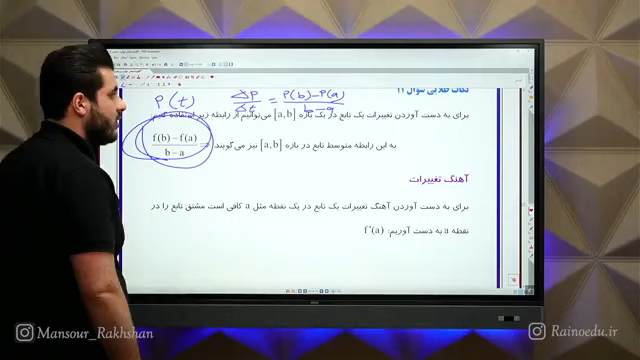 نکات طلایی سوال 11
P(t) ΔP/Δt = P(b)-P(a)/b-a
برای به دست آوردن تغییرات یک تابع در یک بازه [a,b] می‌توانیم از رابطه زیر استفاده کنیم
f(b)-f(a)/b-a ⇒ به این رابطه متوسط تابع در بازه [a,b] نیز می‌گویند
آهنگ تغییرات
برای به دست آوردن آهنگ تغییرات یک تابع در یک نقطه مثل a کافی است مشتق تابع را در
نقطه a به دست آوریم: f'(a)
Mansour_Rakhshan
Rainoedu.ir